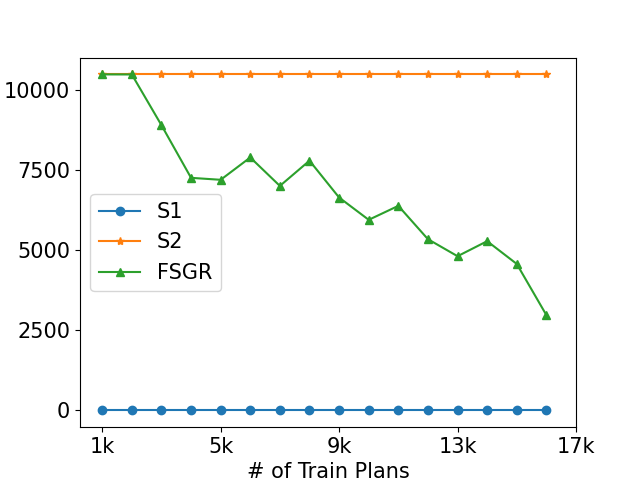 10000
7500
5000
2500
0
S1
S2
FSGR
1k 5k 9k 13k 17k
# of Train Plans